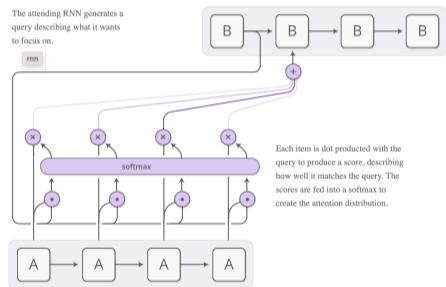 The attending RNN generates a
query describing what it wants
to focus on.
rnn
B B B B
softmax
Each item is dot producted with the
query to produce a score, describing
how well it matches the query. The
scores are fed into a softmax to
create the attention distribution.
A A A A